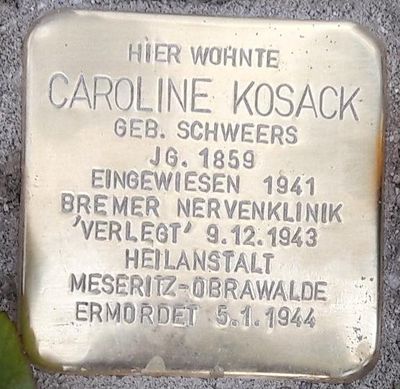 HIER WOHNTE
CAROLINE KOSACK
GEB. SCHWEERS
JG. 1859
EINGEWIESEN 1941
BREMER NERVENKLINIK
'VERLEGT' 9.12.1943
HEILANSTALT
MESERITZ-OBRAWALDE
ERMORDET 5.1.1944